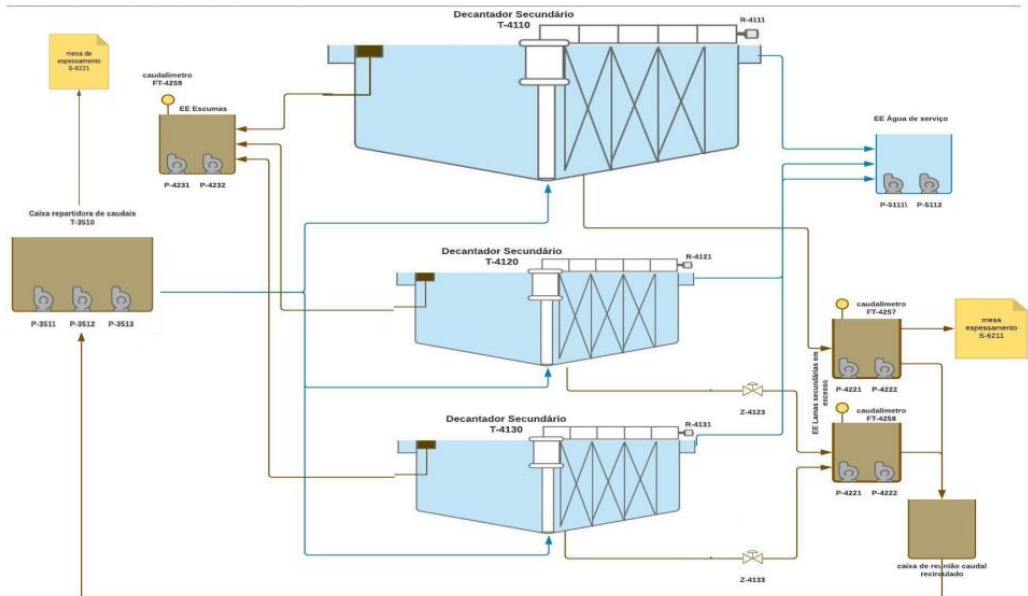 Decantador Secundário
T-4110
R-4111
mesa de
espessamento
S-6221
caudalímetro
FT-4259
EE Escumas
P-4231
P-4232
EE Água de serviço
P-5111\
P-5112
Caixa repartidora de caudais
T-3510
P-3511
P-3512
P-3513
Decantador Secundário
T-4120
R-4121
caudalímetro
FT-4257
mesa
espessamento
S-6211
P-4221
P-4222
EE Lamas secundárias em
excesso
Z-4123
caudalímetro
FT-4258
P-4221
P-4222
Decantador Secundário
T-4130
R-4131
Z-4133
caixa de reunião caudal
recirculado